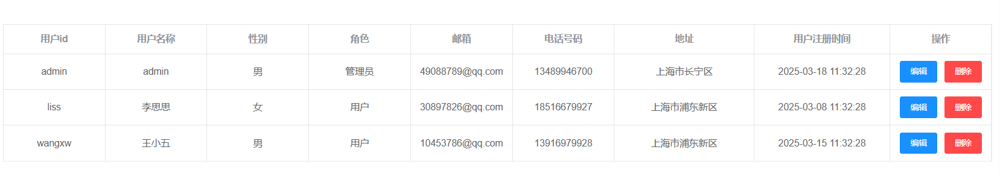 用户id 用户名称 性别 角色 邮箱 电话号码 地址 用户注册时间 操作
admin admin 男 管理员 49088789@qq.com 13489946700 上海市长宁区 2025-03-18 11:32:28 编辑 删除
liss 李思思 女 用户 30897826@qq.com 18516679927 上海市浦东新区 2025-03-08 11:32:28 编辑 删除
wangxw 王小五 男 用户 10453786@qq.com 13916979928 上海市浦东新区 2025-03-15 11:32:28 编辑 删除